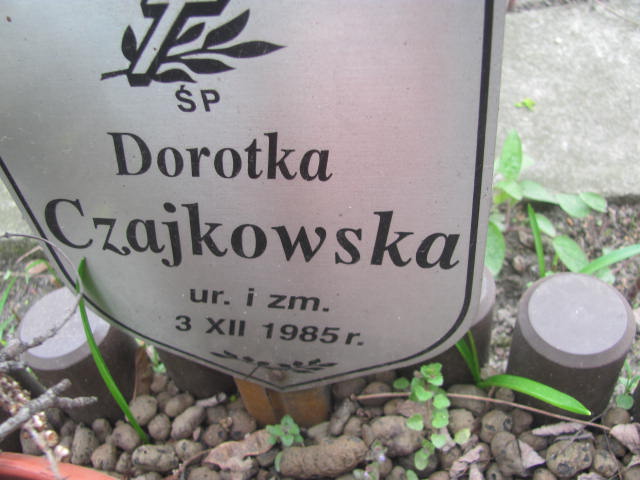 ŚP
Dorotka
Czajkowska
ur. i zm.
3 XII 1985 r.